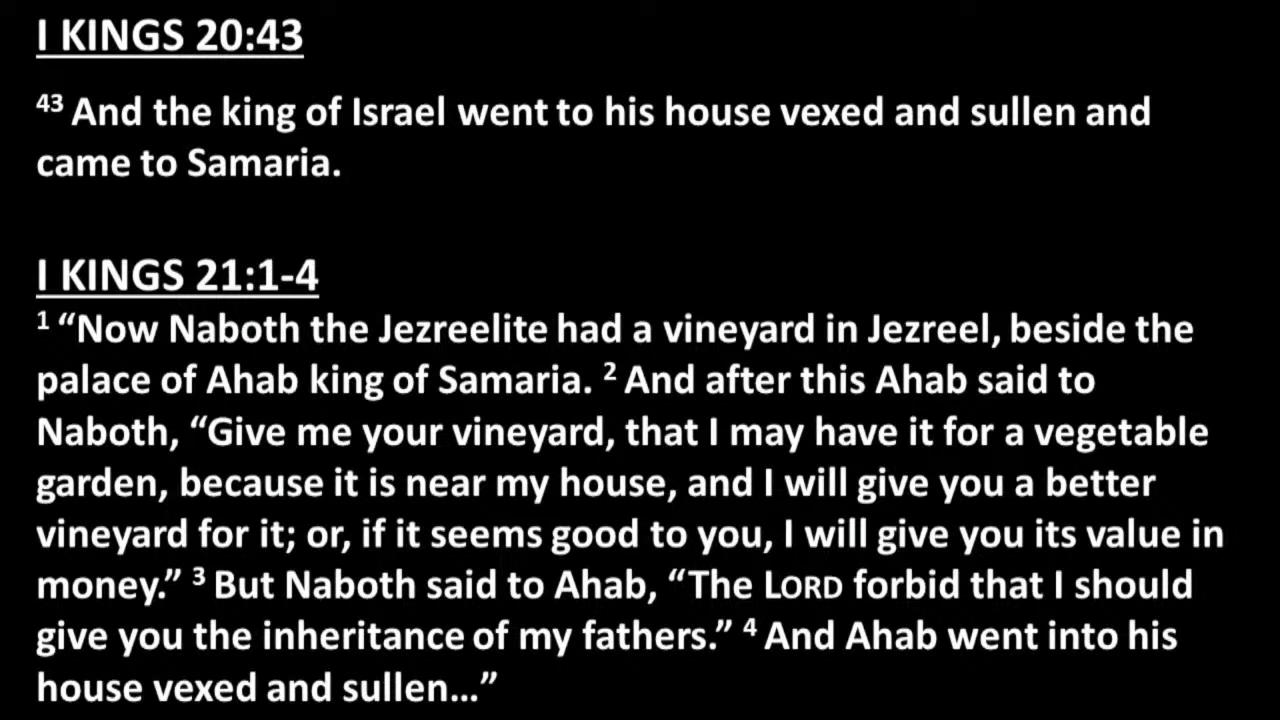 I KINGS 20:43
43 And the king of Israel went to his house vexed and sullen and
came to Samaria.
I KINGS 21:1-4
1 “Now Naboth the Jezreelite had a vineyard in Jezreel, beside the
palace of Ahab king of Samaria. 2 And after this Ahab said to
Naboth, “Give me your vineyard, that I may have it for a vegetable
garden, because it is near my house, and I will give you a better
vineyard for it; or, if it seems good to you, I will give you its value in
money.” 3 But Naboth said to Ahab, “The LORD forbid that I should
give you the inheritance of my fathers.” 4 And Ahab went into his
house vexed and sullen…”